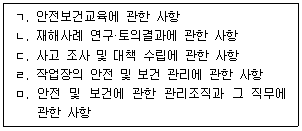 ㄱ. 안전보건교육에 관한 사항
ㄴ. 재해사례 연구·토의결과에 관한 사항
ㄷ. 사고 조사 및 대책 수립에 관한 사항
ㄹ. 작업장의 안전 및 보건 관리에 관한 사항
ㅁ. 안전 및 보건에 관한 관리조직과 그 직무에
관한 사항